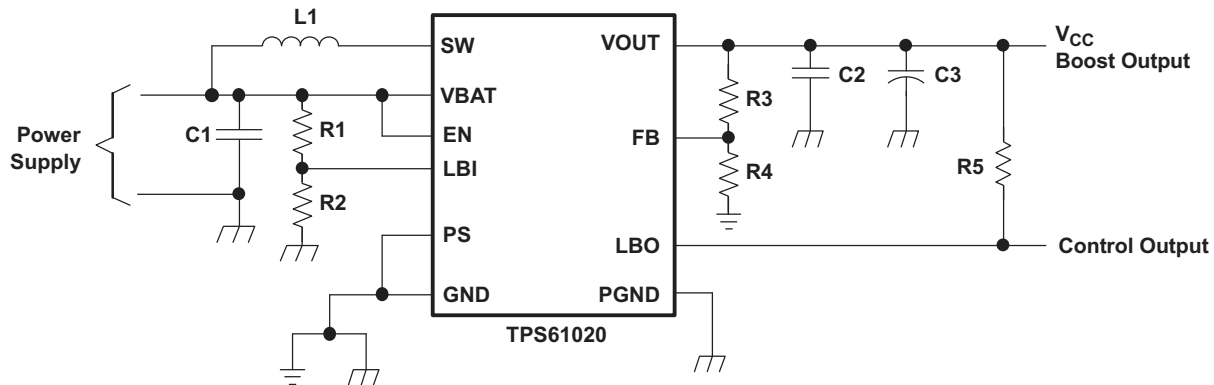 L1
SW
VOUT
V_CC
Boost Output
C2
C3
R3
VBAT
Power
Supply
C1
R1
EN
FB
LBI
R4
R5
R2
PS
LBO
Control Output
GND
PGND
TPS61020